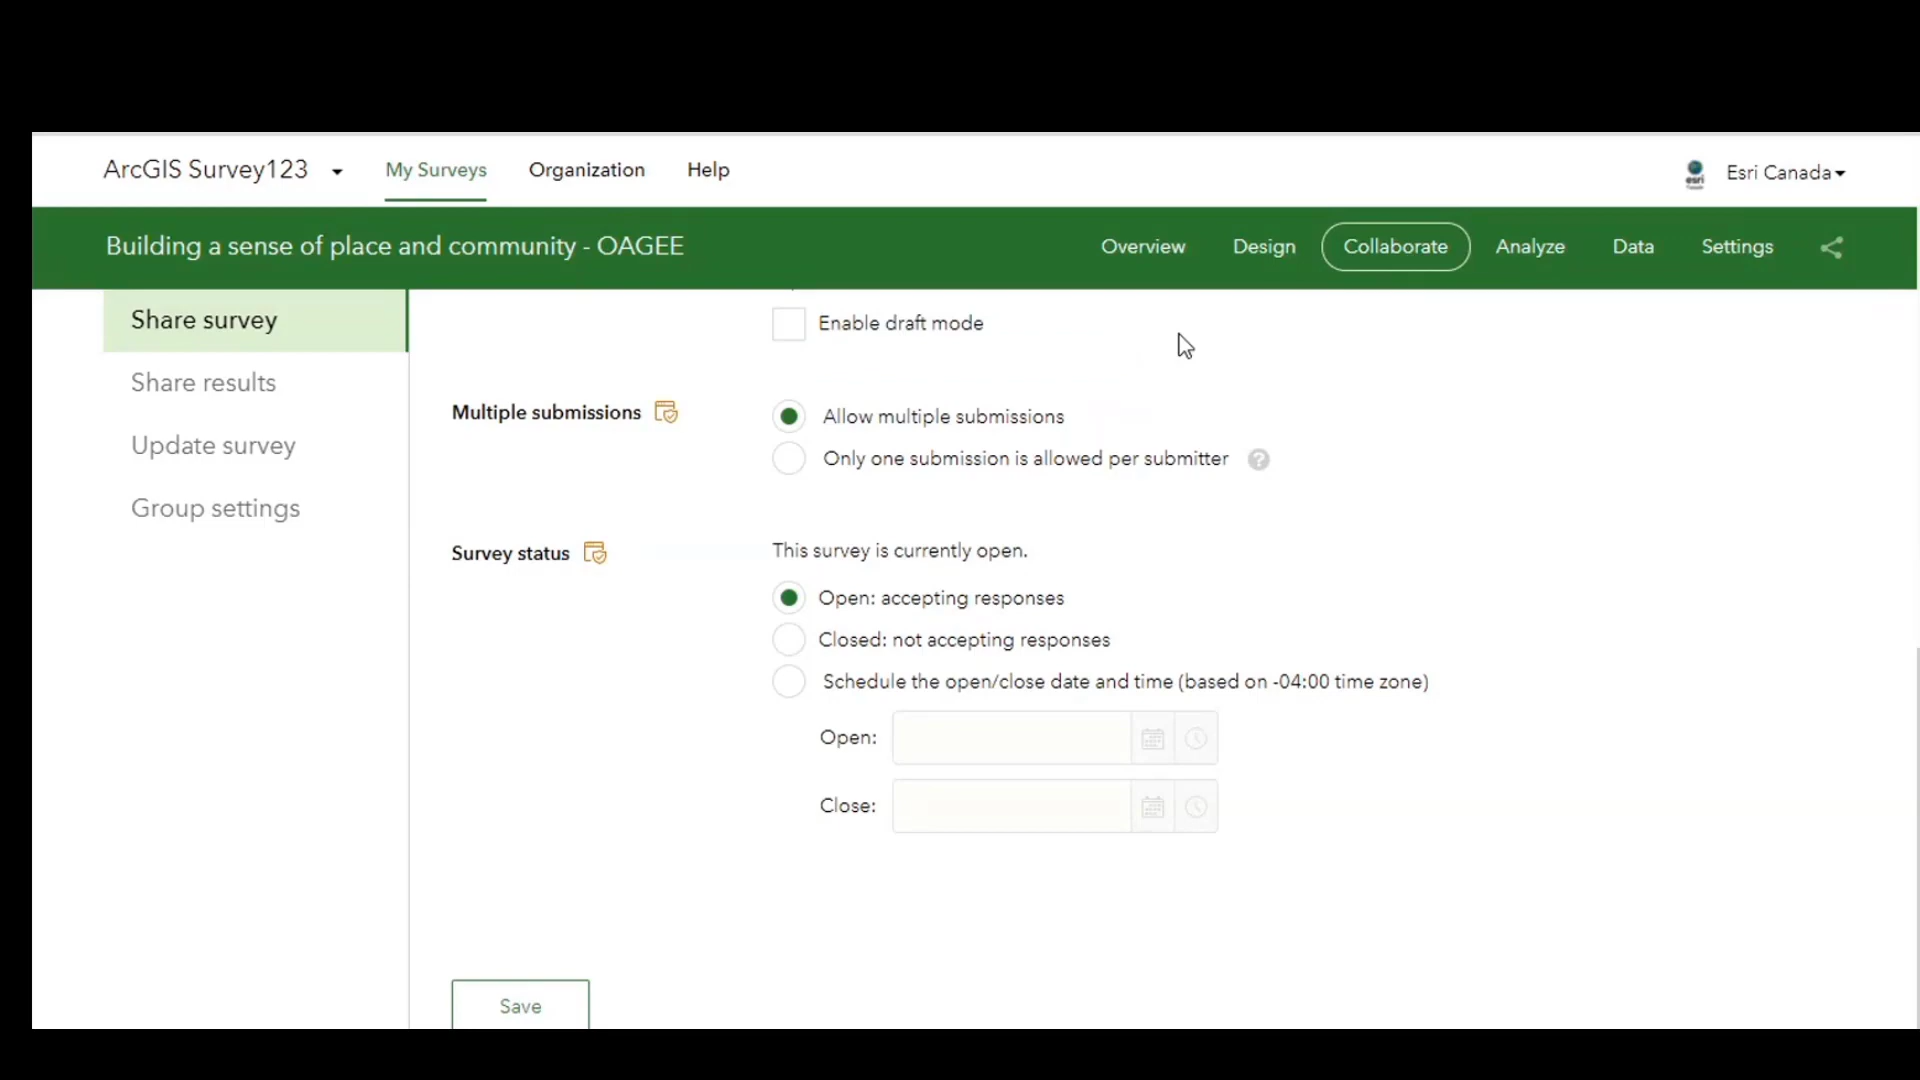 ArcGIS Survey123
My Surveys
Organization
Help
esri
Esri Canada
Building a sense of place and community - OAGEE
Overview
Design
Collaborate
Analyze
Data
Settings
Share survey
Share results
Update survey
Group settings
Enable draft mode
Multiple submissions
Allow multiple submissions
Only one submission is allowed per submitter
?
Survey status
This survey is currently open.
Open: accepting responses
Closed: not accepting responses
Schedule the open/close date and time (based on -04:00 time zone)
Open:
Close:
Save